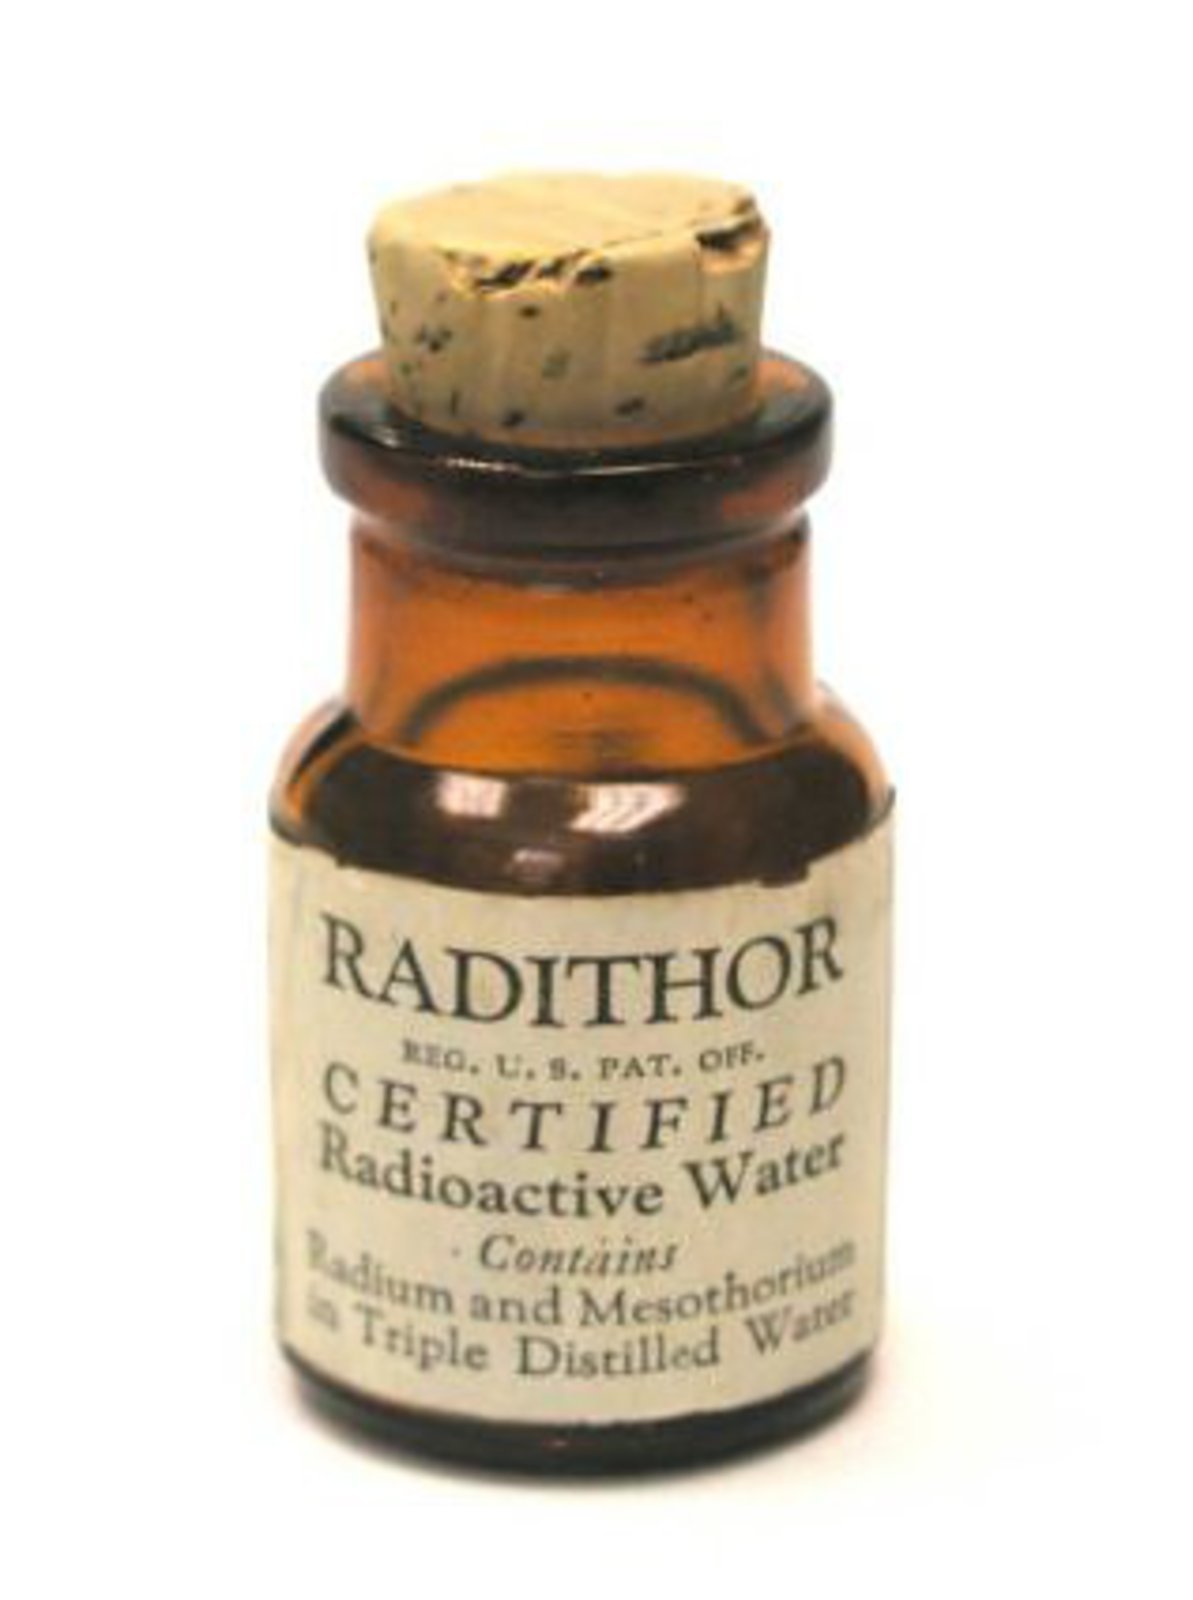 RADITHOR
REG. U. S. PAT. OFF.
CERTIFIED
Radioactive Water
Contains
Radium and Mesothorium
in Triple Distilled Water